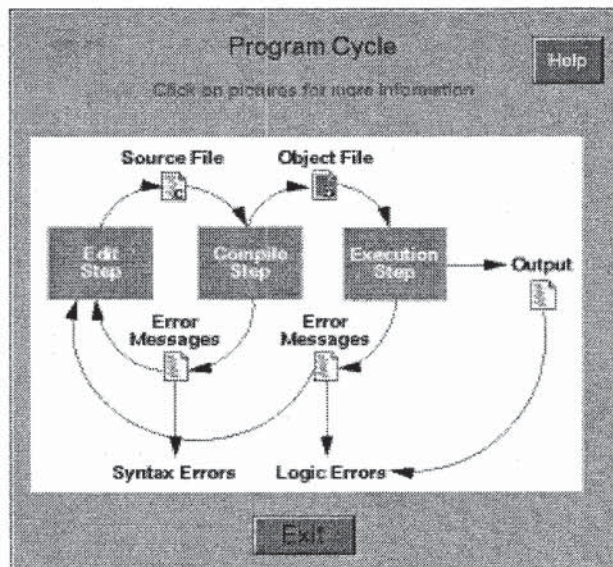 Program Cycle
Help
Click on pictures for more information
Source File
Object File
Edit
Step
Compile
Step
Execution
Step
Output
Error
Messages
Error
Messages
Syntax Errors
Logic Errors
Exit